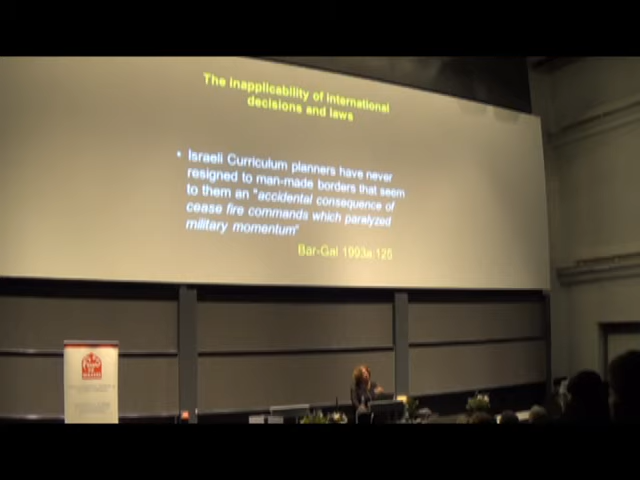 The inapplicability of international
decisions and laws
• Israeli Curriculum planners have never
resigned to man-made borders that seem
to them an "accidental consequence of
cease fire commands which paralyzed
military momentum"
Bar-Gal 1993a:125